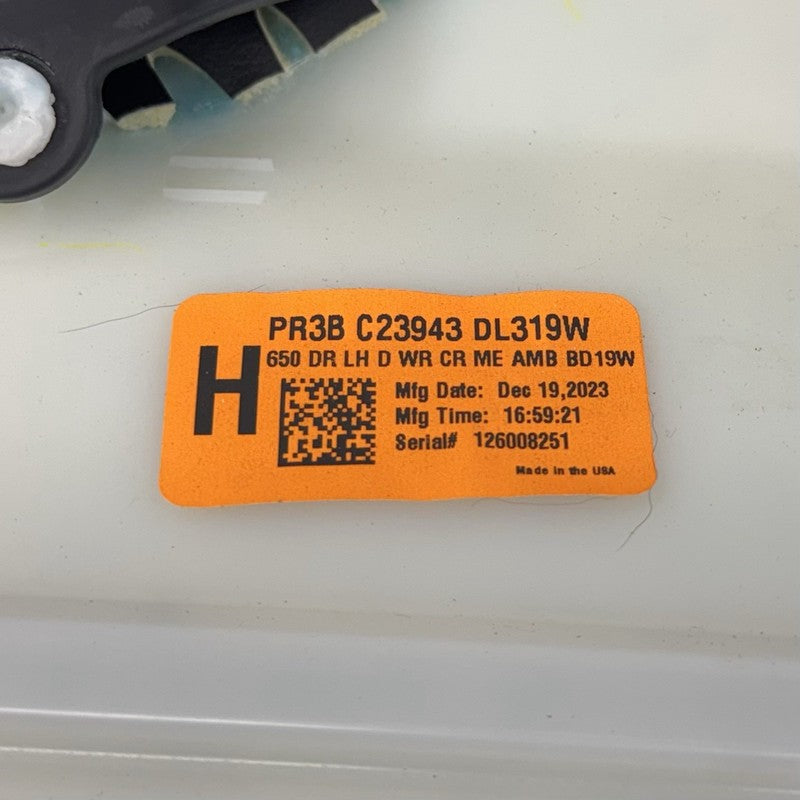 PR3B C23943 DL319W
H
650 DR LH D WR CR ME AMB BD19W
Mfg Date: Dec 19,2023
Mfg Time: 16:59:21
Serial# 126008251
Made in the USA